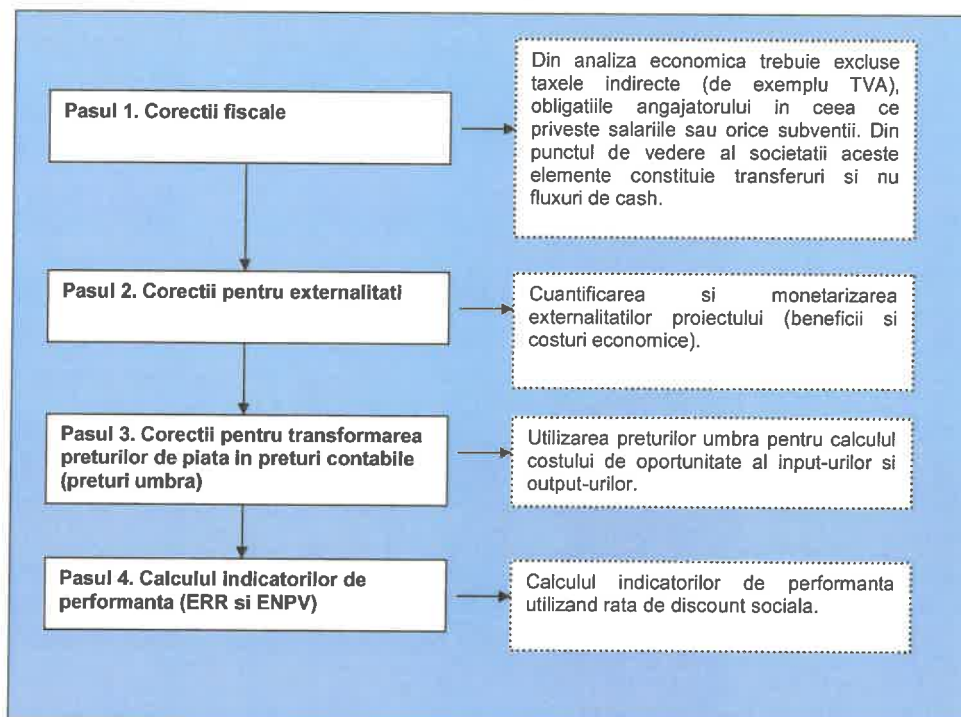 Pasul 1. Corectii fiscale
Din analiza economica trebuie excluse
taxele indirecte (de exemplu TVA),
obligatiile angajatorului in ceea ce
priveste salariile sau orice subventii. Din
punctul de vedere al societatii aceste
elemente constituie transferuri si nu
fluxuri de cash.
Pasul 2. Corectii pentru externalitati
Cuantificarea si monetarizarea
externalitatilor proiectului (beneficii si
costuri economice).
Pasul 3. Corectii pentru transformarea
preturilor de piata in preturi contabile
(preturi umbra)
Utilizarea preturilor umbra pentru calculul
costului de oportunitate al input-urilor si
output-urilor.
Pasul 4. Calculul indicatorilor de
performanta (ERR si ENPV)
Calculul indicatorilor de performanta
utilizand rata de discount sociala.